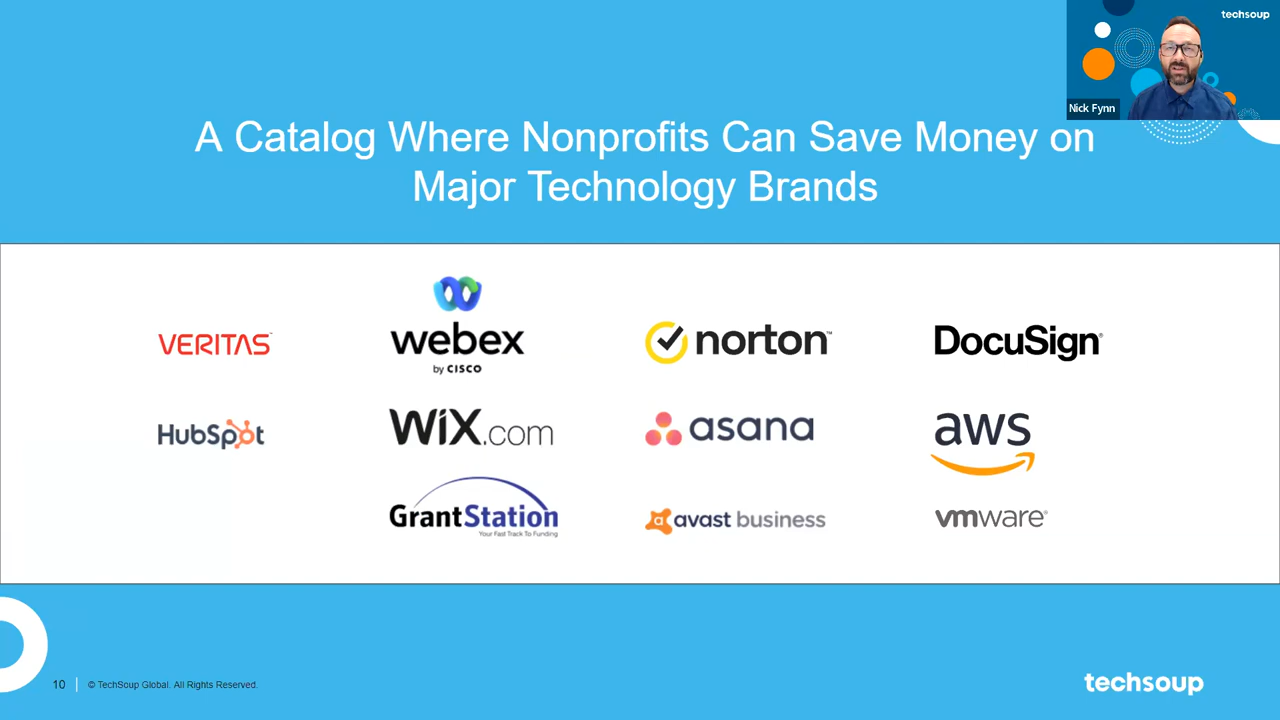 techsoup
Nick Fynn
A Catalog Where Nonprofits Can Save Money on
Major Technology Brands
VERITAS™
webex
by CISCO
norton™
DocuSign®
HubSpot
WiX.com
asana
aws
GrantStation
Your Fast Track To Funding
avast business
vmware®
10
© TechSoup Global. All Rights Reserved.
techsoup